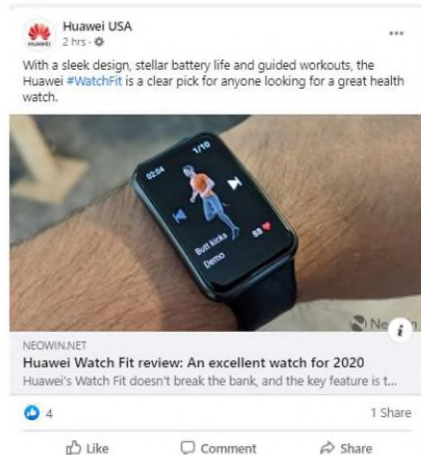 Huawei USA
2 hrs ·
With a sleek design, stellar battery life and guided workouts, the
Huawei #WatchFit is a clear pick for anyone looking for a great health
watch.
02:04
1/10
Butt kicks
Demo
88
NEOWIN.NET
Huawei Watch Fit review: An excellent watch for 2020
Huawei's Watch Fit doesn't break the bank, and the key feature is t...
4
1 Share
Like
Comment
Share